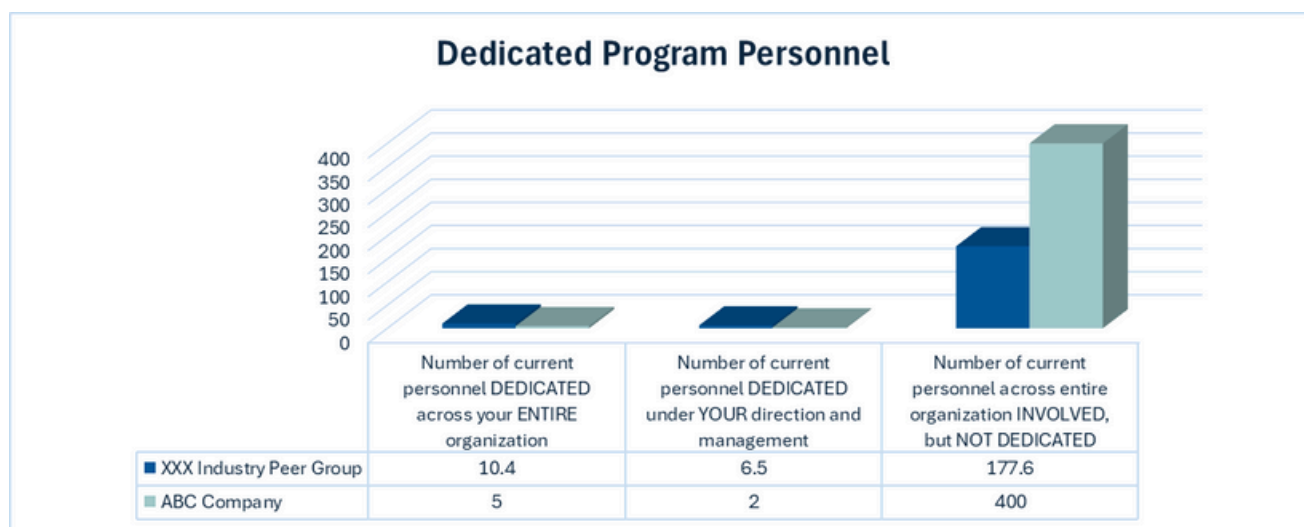 Dedicated Program Personnel
400
350
300
250
200
150
100
50
0
Number of current
personnel DEDICATED
across your ENTIRE
organization
Number of current
personnel DEDICATED
under YOUR direction and
management
Number of current
personnel across entire
organization INVOLVED,
but NOT DEDICATED
XXX Industry Peer Group 10.4 6.5 177.6
ABC Company 5 2 400